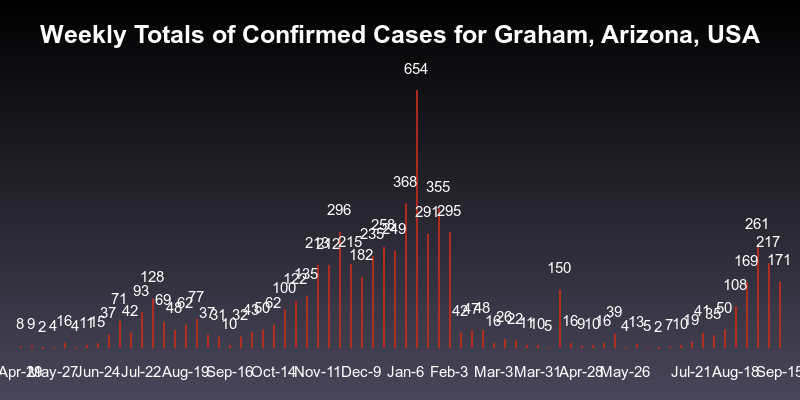 Weekly Totals of Confirmed Cases for Graham, Arizona, USA
8 9 2 4 16 4 11 15 37 71 42 93 128 69 48 62 77 37 31 10 32 43 50 62 100 122 135 213 212 296 215 182 235 258 249 368 654 291 355 295 42 47 48 16 26 22 11 10 5 150 16 9 10 16 39 4 13 5 2 7 10 19 41 35 50 108 169 261 217 171
May-27 Jun-24 Jul-22 Aug-19 Sep-16 Oct-14 Nov-11 Dec-9 Jan-6 Feb-3 Mar-3 Mar-31 Apr-28 May-26 Jul-21 Aug-18 Sep-15